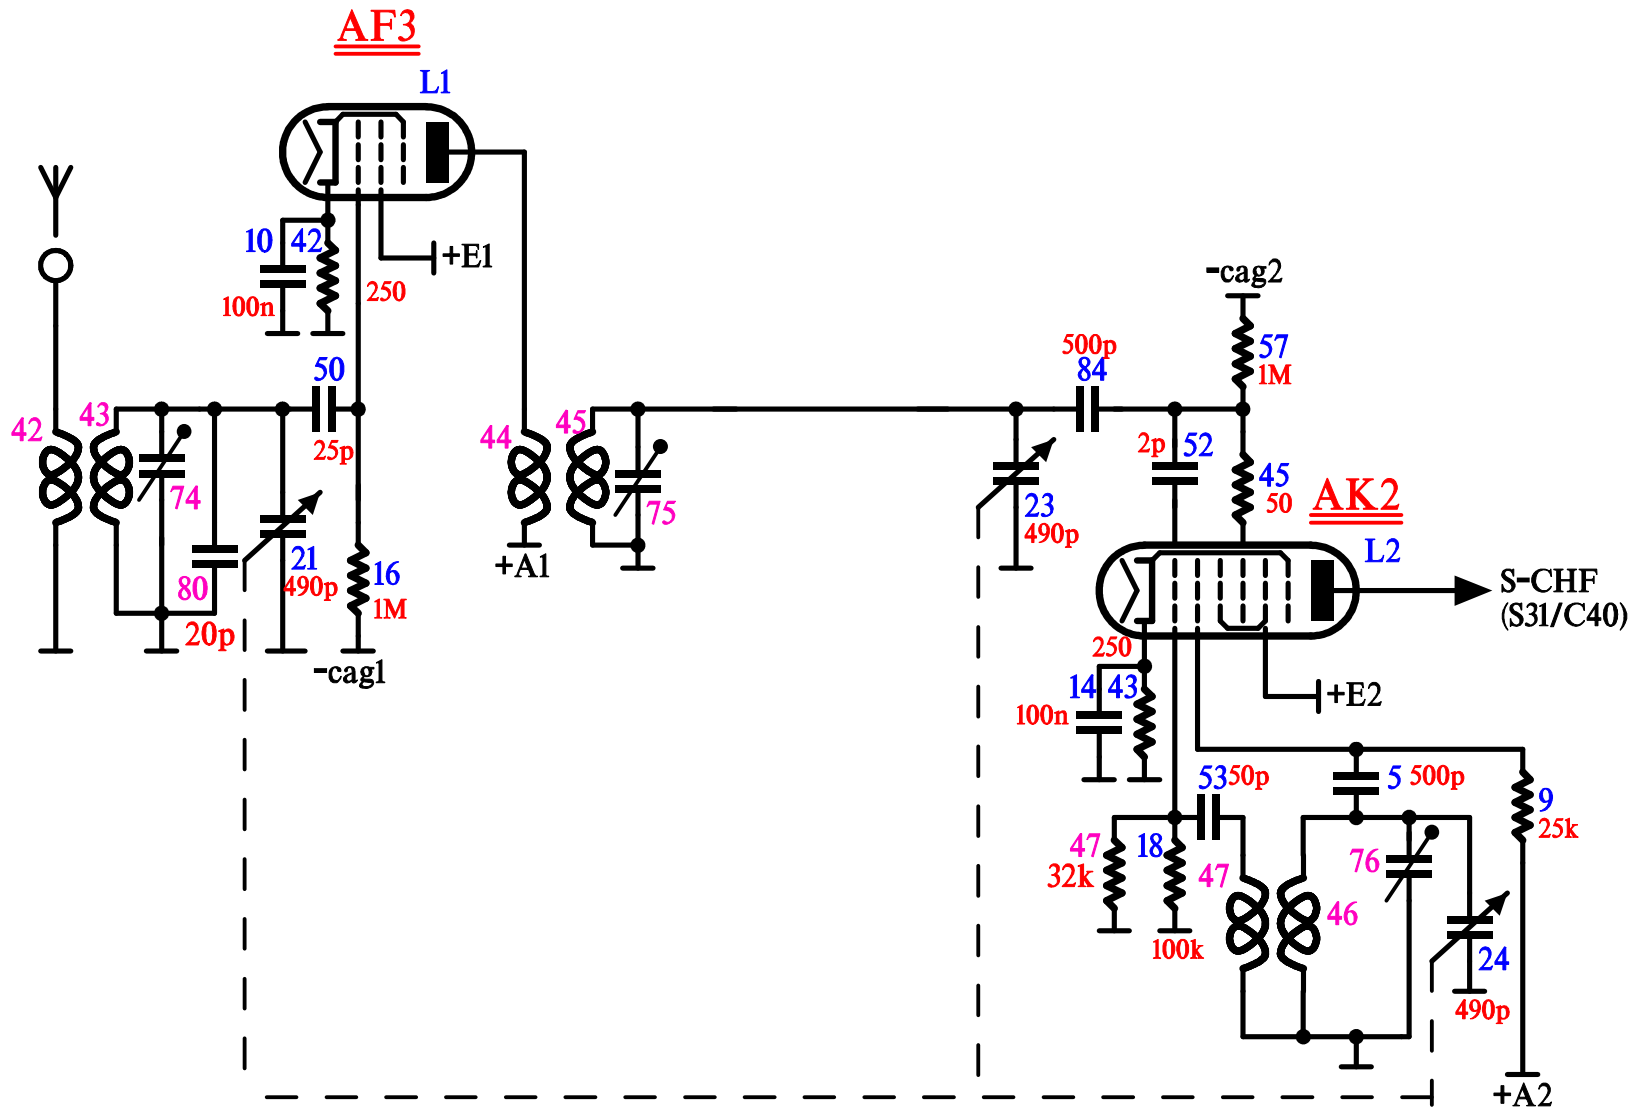 AF3
L1
10 42
+E1
100n
250
-cag2
57
1M
500p
84
50
25p
42
43
44
45
2p 52
45
50
AK2
74
75
23
490p
L2
21
490p
80
20p
16
1M
+A1
S-CHF
(S31/C40)
-cag1
250
14 43
100n
+E2
53 50p
5 500p
9
25k
47
32k
18
100k
47
46
76
24
490p
+A2